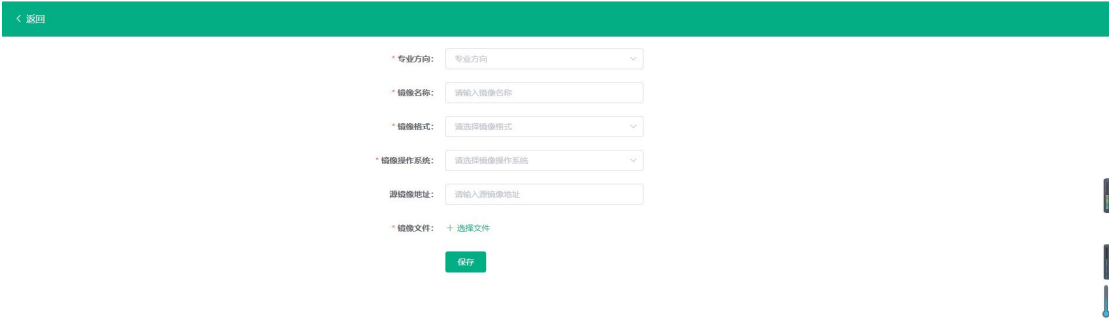 < 返回
* 专业方向： 专业方向
* 镜像名称： 请输入镜像名称
* 镜像格式： 请选择镜像格式
* 镜像操作系统： 请选择镜像操作系统
源镜像地址： 请输入源镜像地址
* 镜像文件： + 选择文件
保存